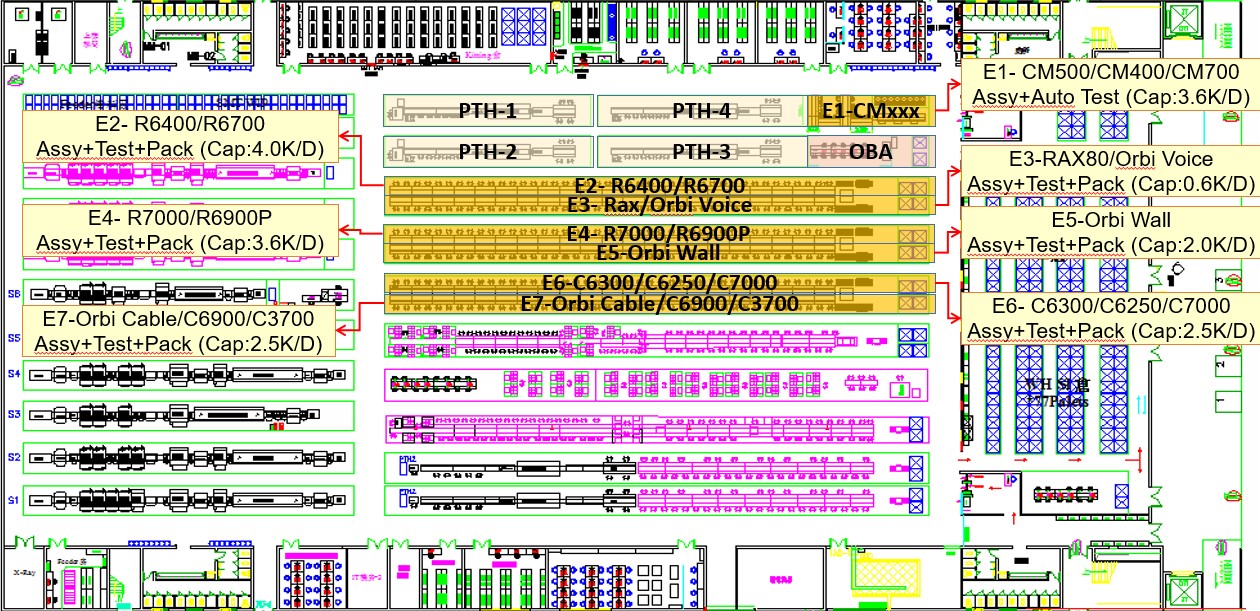 E1- CM500/CM400/CM700
Assy+Auto Test (Cap:3.6K/D)
E2- R6400/R6700
Assy+Test+Pack (Cap:4.0K/D)
PTH-1
PTH-4
E1-CMxxx
PTH-2
PTH-3
OBA
E3-RAX80/Orbi Voice
Assy+Test+Pack (Cap:0.6K/D)
E2- R6400/R6700
E3- Rax/Orbi Voice
E4- R7000/R6900P
Assy+Test+Pack (Cap:3.6K/D)
E4- R7000/R6900P
E5-Orbi Wall
E5-Orbi Wall
Assy+Test+Pack (Cap:2.0K/D)
E6-C6300/C6250/C7000
E7-Orbi Cable/C6900/C3700
S6
E7-Orbi Cable/C6900/C3700
Assy+Test+Pack (Cap:2.5K/D)
E6- C6300/C6250/C7000
Assy+Test+Pack (Cap:2.5K/D)
S5
S4
S3
S2
S1
PTH2
2
1
X-Ray